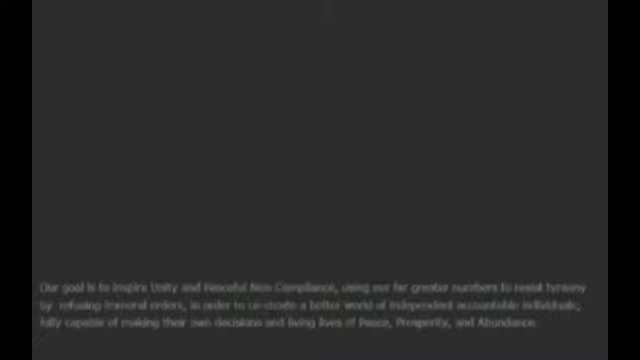 Our goal is to Inspire Unity and Peaceful Non-Compliance, using our far greater numbers to resist tyranny
by refusing immoral orders, in order to co-create a better world of independent accountable individuals;
fully capable of making their own decisions and living lives of Peace, Prosperity, and Abundance.